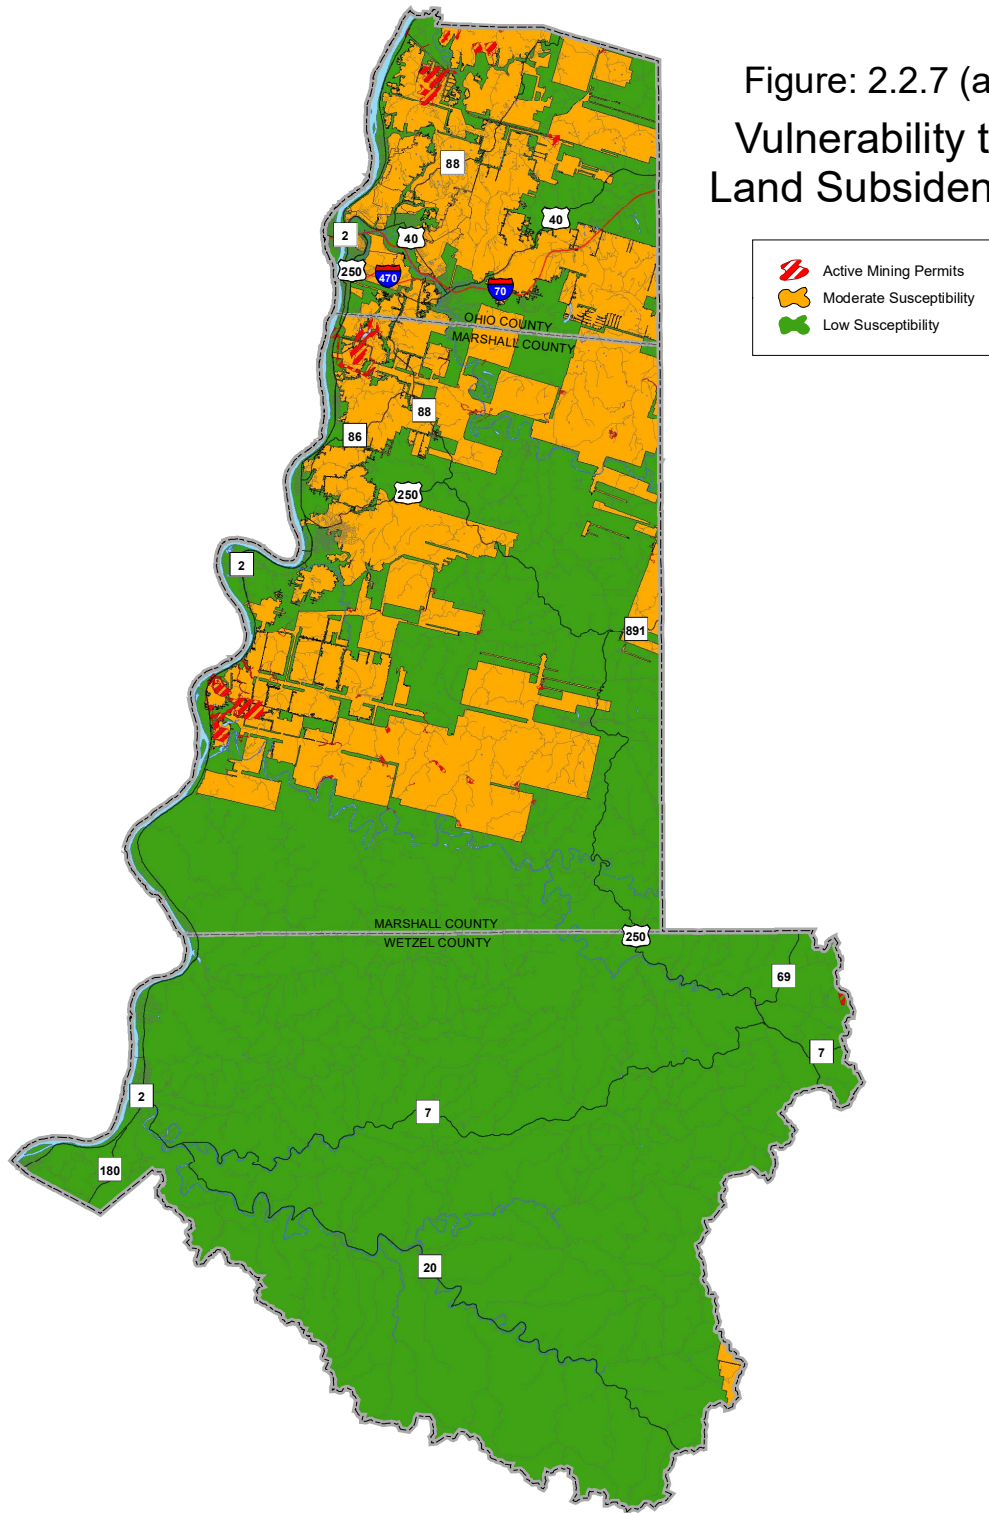 Figure: 2.2.7 (a
Vulnerability t
Land Subsiden
Active Mining Permits
Moderate Susceptibility
Low Susceptibility
88
40
2
40
250
470
70
OHIO COUNTY
MARSHALL COUNTY
88
86
250
2
891
MARSHALL COUNTY
WETZEL COUNTY
250
69
7
2
7
180
20